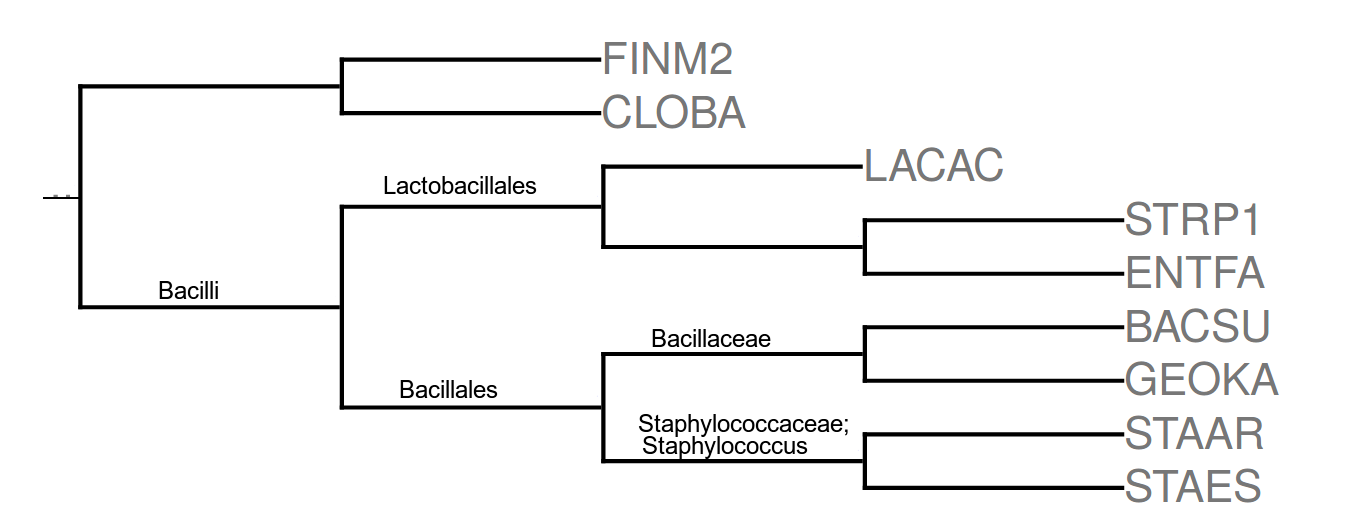 FINM2
CLOBA
LACAC
Lactobacillales
STRP1
ENTFA
Bacilli
BACSU
Bacillaceae
GEOKA
Bacillales
Staphylococcaceae;
Staphylococcus
STAAR
STAES